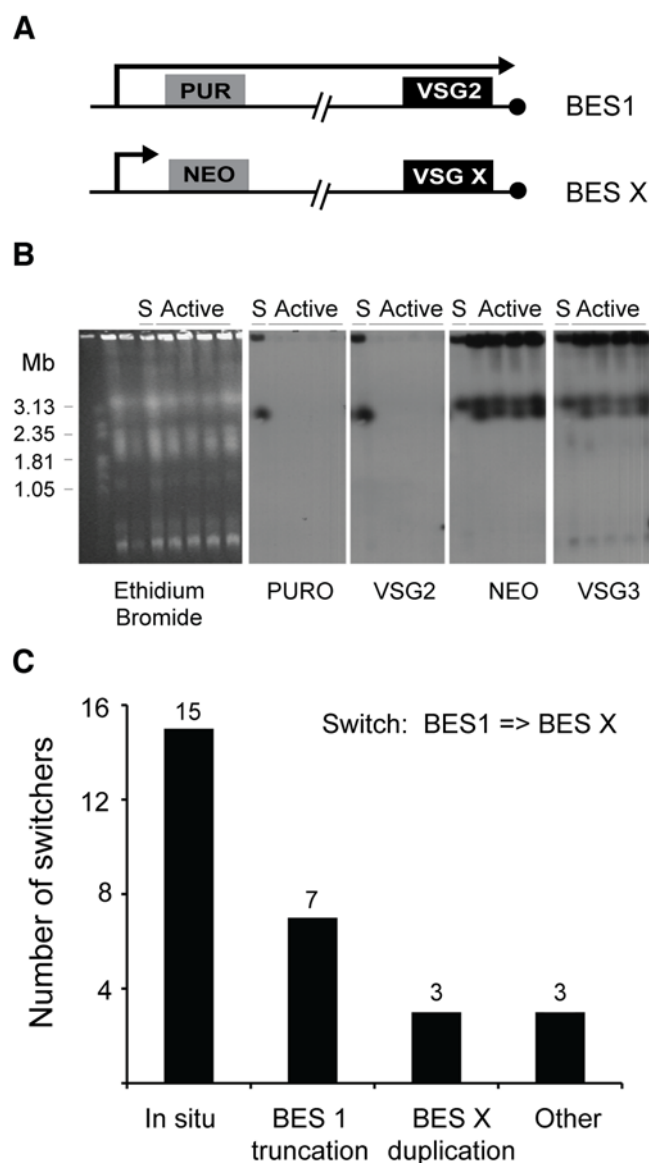 A
PUR
VSG2
BES1
NEO
VSG X
BES X
B
S Active S Active S Active S Active S Active
Mb
3.13
2.35
1.81
1.05
Ethidium Bromide
PURO
VSG2
NEO
VSG3
C
Number of switchers
16
12
8
4
Switch: BES1 => BES X
15
7
3
3
In situ
BES 1
truncation
BES X
duplication
Other